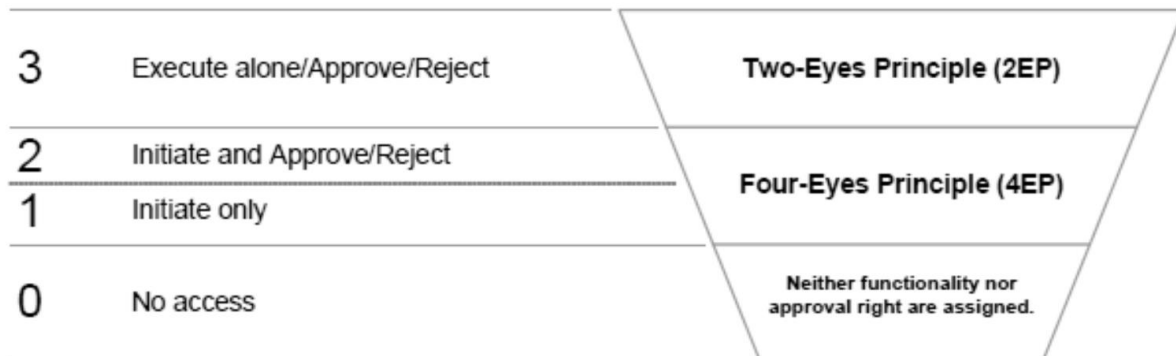 3 Execute alone/Approve/Reject Two-Eyes Principle (2EP)
2 Initiate and Approve/Reject
Four-Eyes Principle (4EP)
1 Initiate only
0 No access
Neither functionality nor
approval right are assigned.